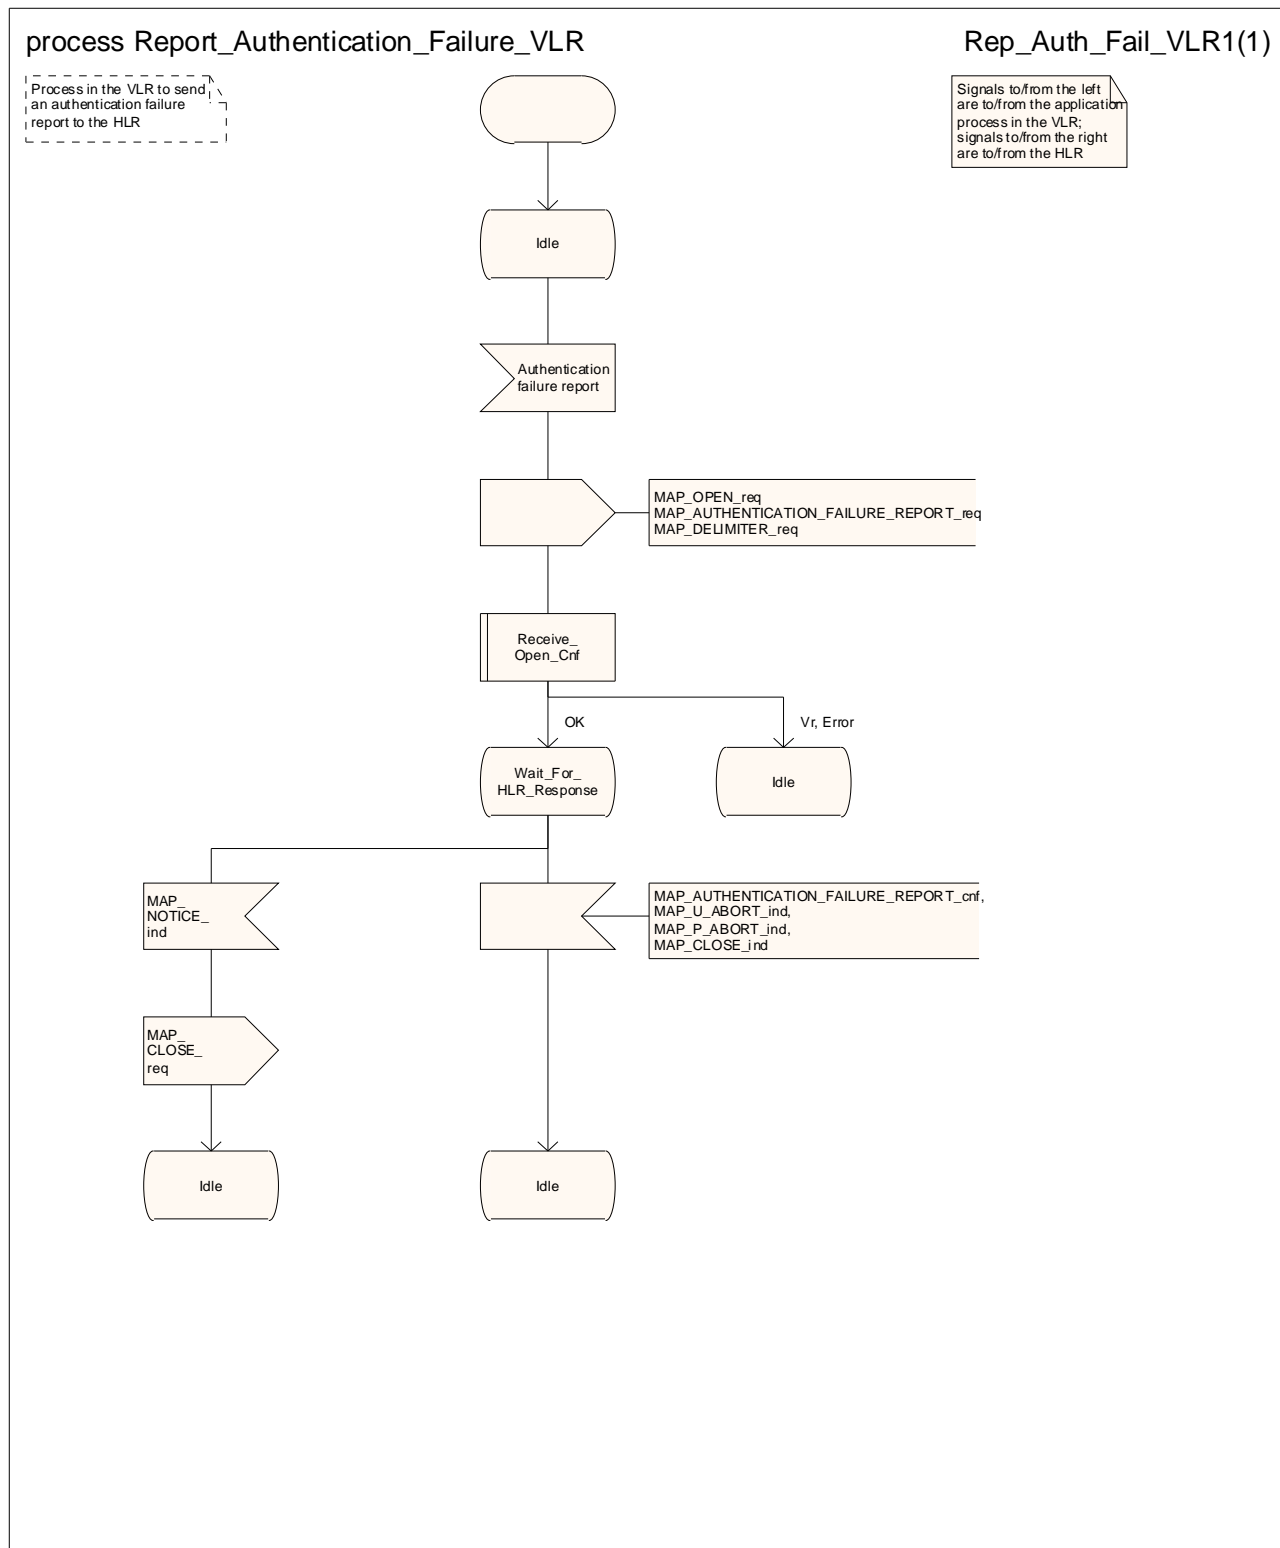 process Report_Authentication_Failure_VLR
Rep_Auth_Fail_VLR1(1)
Process in the VLR to send
an authentication failure
report to the HLR
Signals to/from the left
are to/from the application
process in the VLR;
signals to/from the right
are to/from the HLR
Idle
Authentication
failure report
MAP_OPEN_req
MAP_AUTHENTICATION_FAILURE_REPORT_req
MAP_DELIMITER_req
Receive_
Open_Cnf
OK
Vr, Error
Wait_For_
HLR_Response
Idle
MAP_
NOTICE_
ind
MAP_AUTHENTICATION_FAILURE_REPORT_cnf,
MAP_U_ABORT_ind,
MAP_P_ABORT_ind,
MAP_CLOSE_ind
MAP_
CLOSE_
req
Idle
Idle